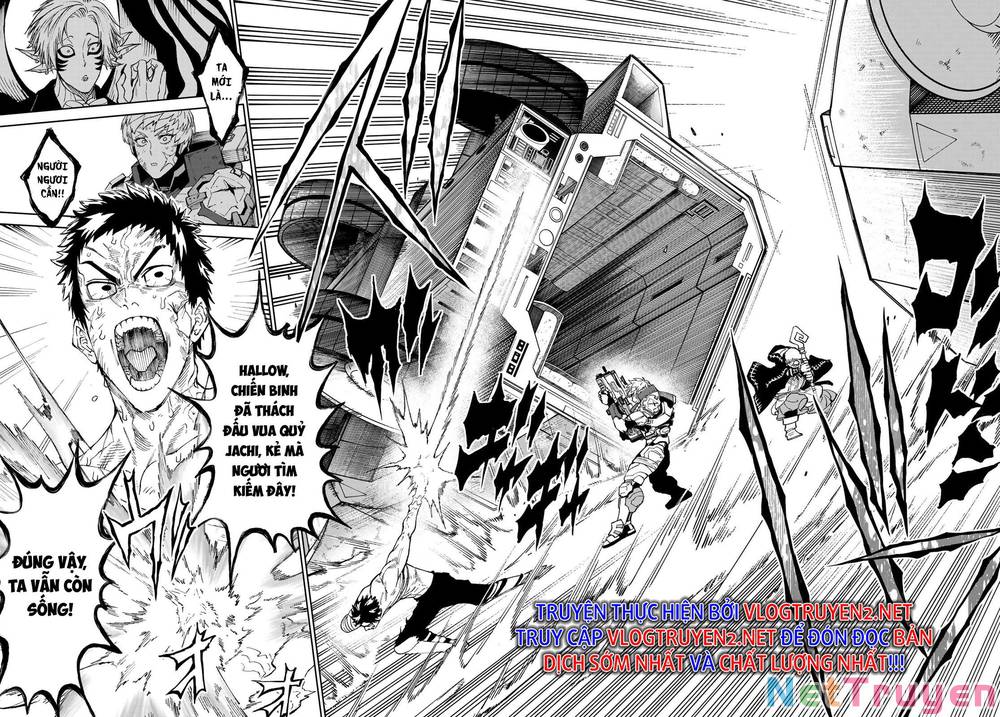 TA
MỚI
LÀ...
NGƯỜI
NGƯƠI
CẦN!!
HALLOW,
CHIẾN BINH
ĐÃ THÁCH
ĐẤU VUA QUỶ
JACHI, KẺ MÀ
NGƯỜI TÌM
KIẾM ĐÂY!
ĐÚNG VẬY,
TA VẪN CÒN
SỐNG!
TRUYỆN THỰC HIỆN BỞI VLOGTRUYEN2.NET
TRUY CẬP VLOGTRUYEN2.NET ĐỂ ĐÓN ĐỌC BẢN
DỊCH SỚM NHẤT VÀ CHẤT LƯỢNG NHẤT!!!
NetTruyen